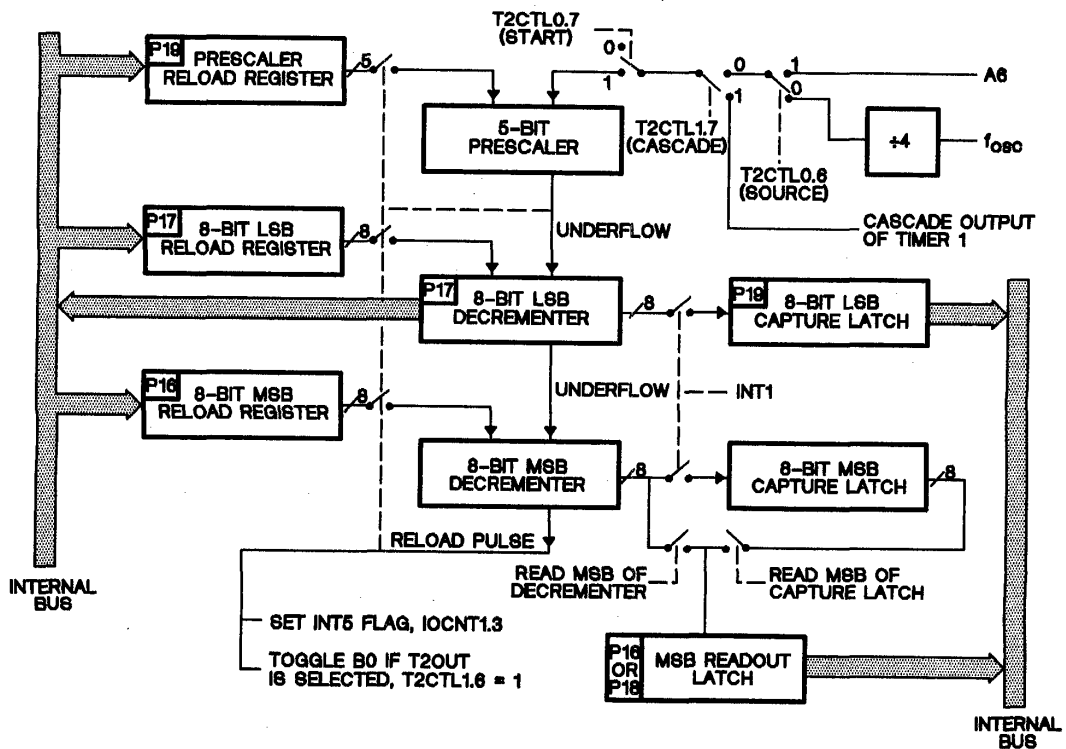 T2CTL0.7
(START)
P19
PRESCALER
RELOAD REGISTER
5
0
1
0
1
1
0
A6
5-BIT
PRESCALER
T2CTL1.7
(CASCADE)
÷4
fosc
T2CTL0.6
(SOURCE)
P17
8-BIT LSB
RELOAD REGISTER
8
UNDERFLOW
CASCADE OUTPUT
OF TIMER 1
P17
8-BIT LSB
DECREMENTER
8
P19
8-BIT LSB
CAPTURE LATCH
P16
8-BIT MSB
RELOAD REGISTER
8
UNDERFLOW
INT1
8-BIT MSB
DECREMENTER
8
8-BIT MSB
CAPTURE LATCH
8
RELOAD PULSE
INTERNAL
BUS
READ MSB OF
DECREMENTER
READ MSB OF
CAPTURE LATCH
SET INT5 FLAG, IOCNT1.3
TOGGLE B0 IF T2OUT
IS SELECTED, T2CTL1.6 = 1
P16
OR
P18
MSB READOUT
LATCH
INTERNAL
BUS